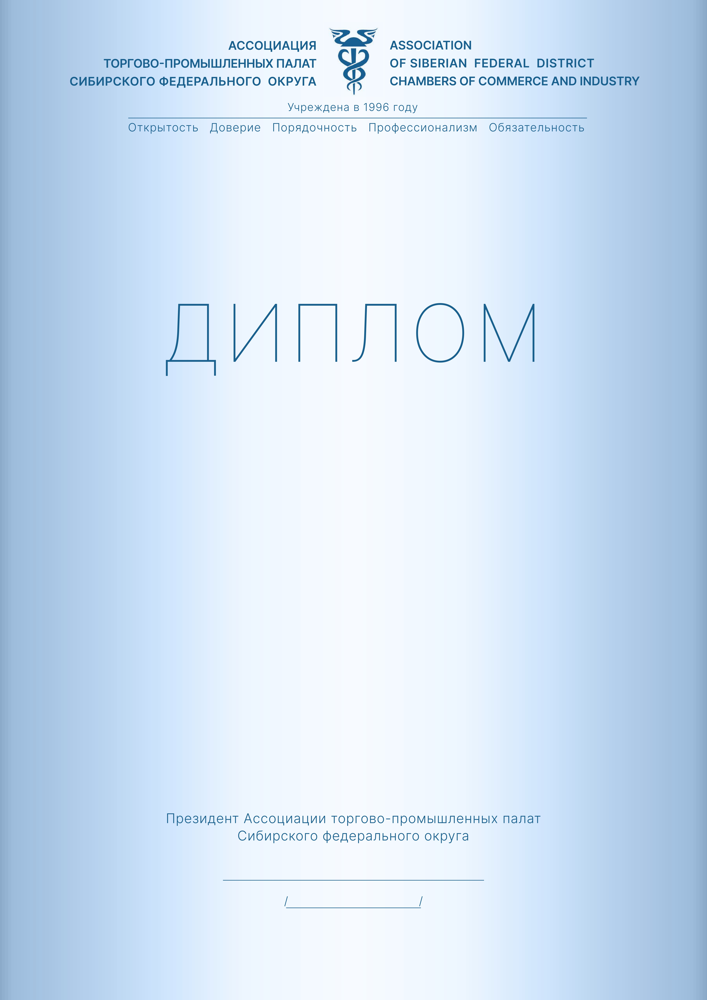 АССОЦИАЦИЯ
ТОРГОВО-ПРОМЫШЛЕННЫХ ПАЛАТ
СИБИРСКОГО ФЕДЕРАЛЬНОГО ОКРУГА
ASSOCIATION
OF SIBERIAN FEDERAL DISTRICT
CHAMBERS OF COMMERCE AND INDUSTRY
Учреждена в 1996 году
Открытость Доверие Порядочность Профессионализм Обязательность
ДИПЛОМ
Президент Ассоциации торгово-промышленных палат
Сибирского федерального округа
/____________________/